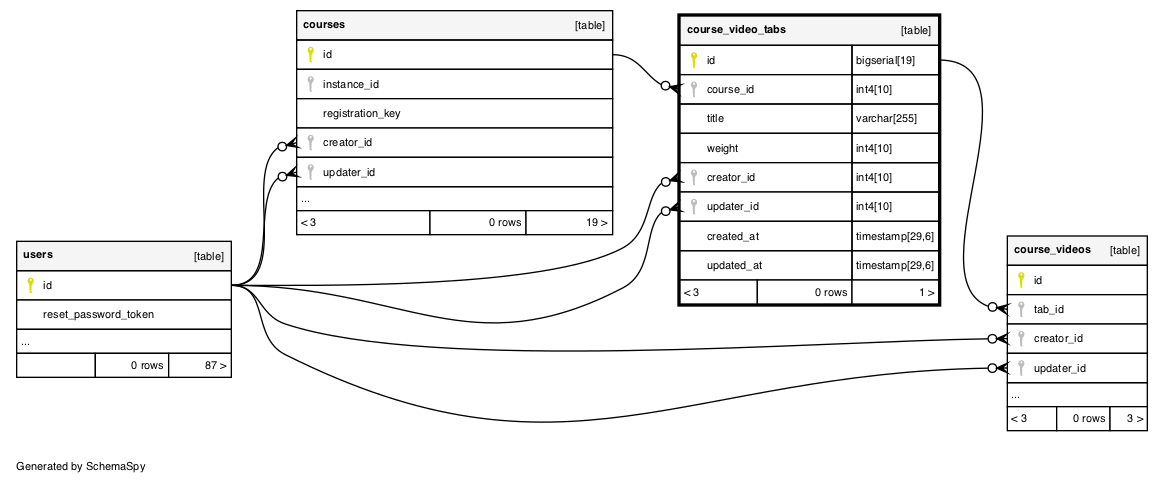 courses [table]
id
instance_id
registration_key
creator_id
updater_id
...
< 3 0 rows 19 >
course_video_tabs [table]
id bigserial[19]
course_id int4[10]
title varchar[255]
weight int4[10]
creator_id int4[10]
updater_id int4[10]
created_at timestamp[29,6]
updated_at timestamp[29,6]
< 3 0 rows 1 >
users [table]
id
reset_password_token
...
0 rows 87 >
course_videos [table]
id
tab_id
creator_id
updater_id
...
< 3 0 rows 3 >
Generated by SchemaSpy